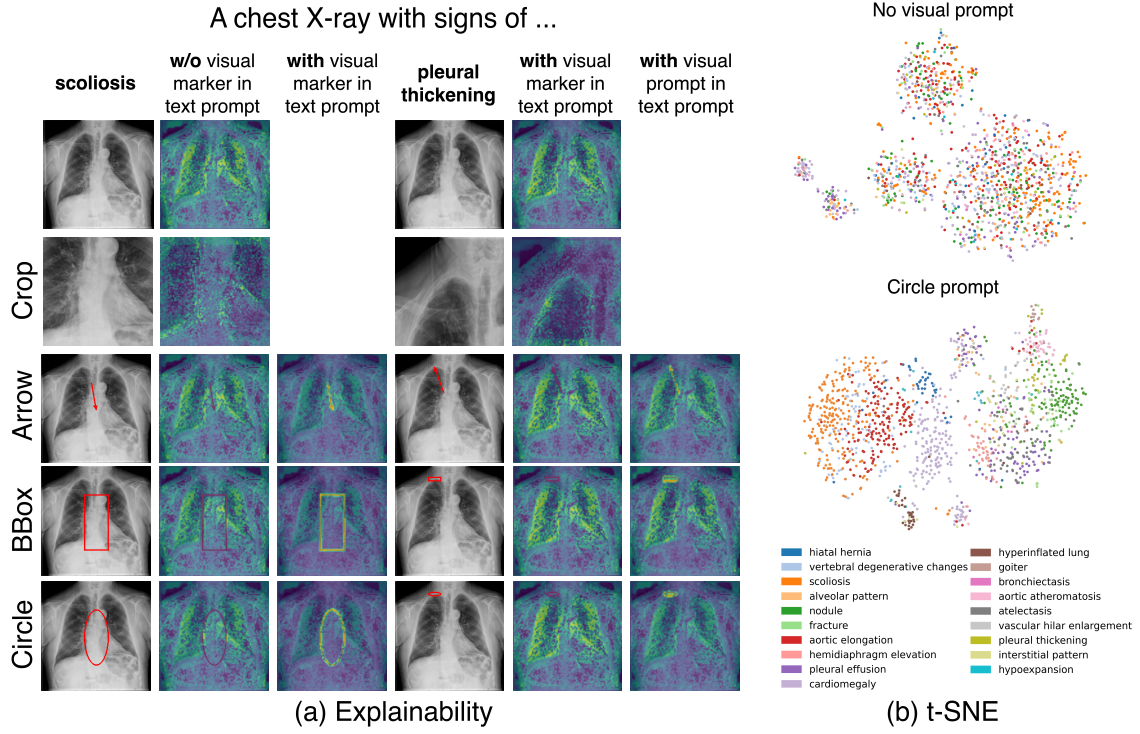 A chest X-ray with signs of ...
scoliosis
w/o visual
marker in
text prompt
with visual
marker in
text prompt
pleural
thickening
with visual
marker in
text prompt
with visual
prompt in
text prompt
Crop
Arrow
BBox
Circle
(a) Explainability
No visual prompt
Circle prompt
hiatal hernia
vertebral degenerative changes
scoliosis
alveolar pattern
nodule
fracture
aortic elongation
hemidiaphragm elevation
pleural effusion
cardiomegaly
hyperinflated lung
goiter
bronchiectasis
aortic atheromatosis
atelectasis
vascular hilar enlargement
pleural thickening
interstitial pattern
hypoexpansion
(b) t-SNE